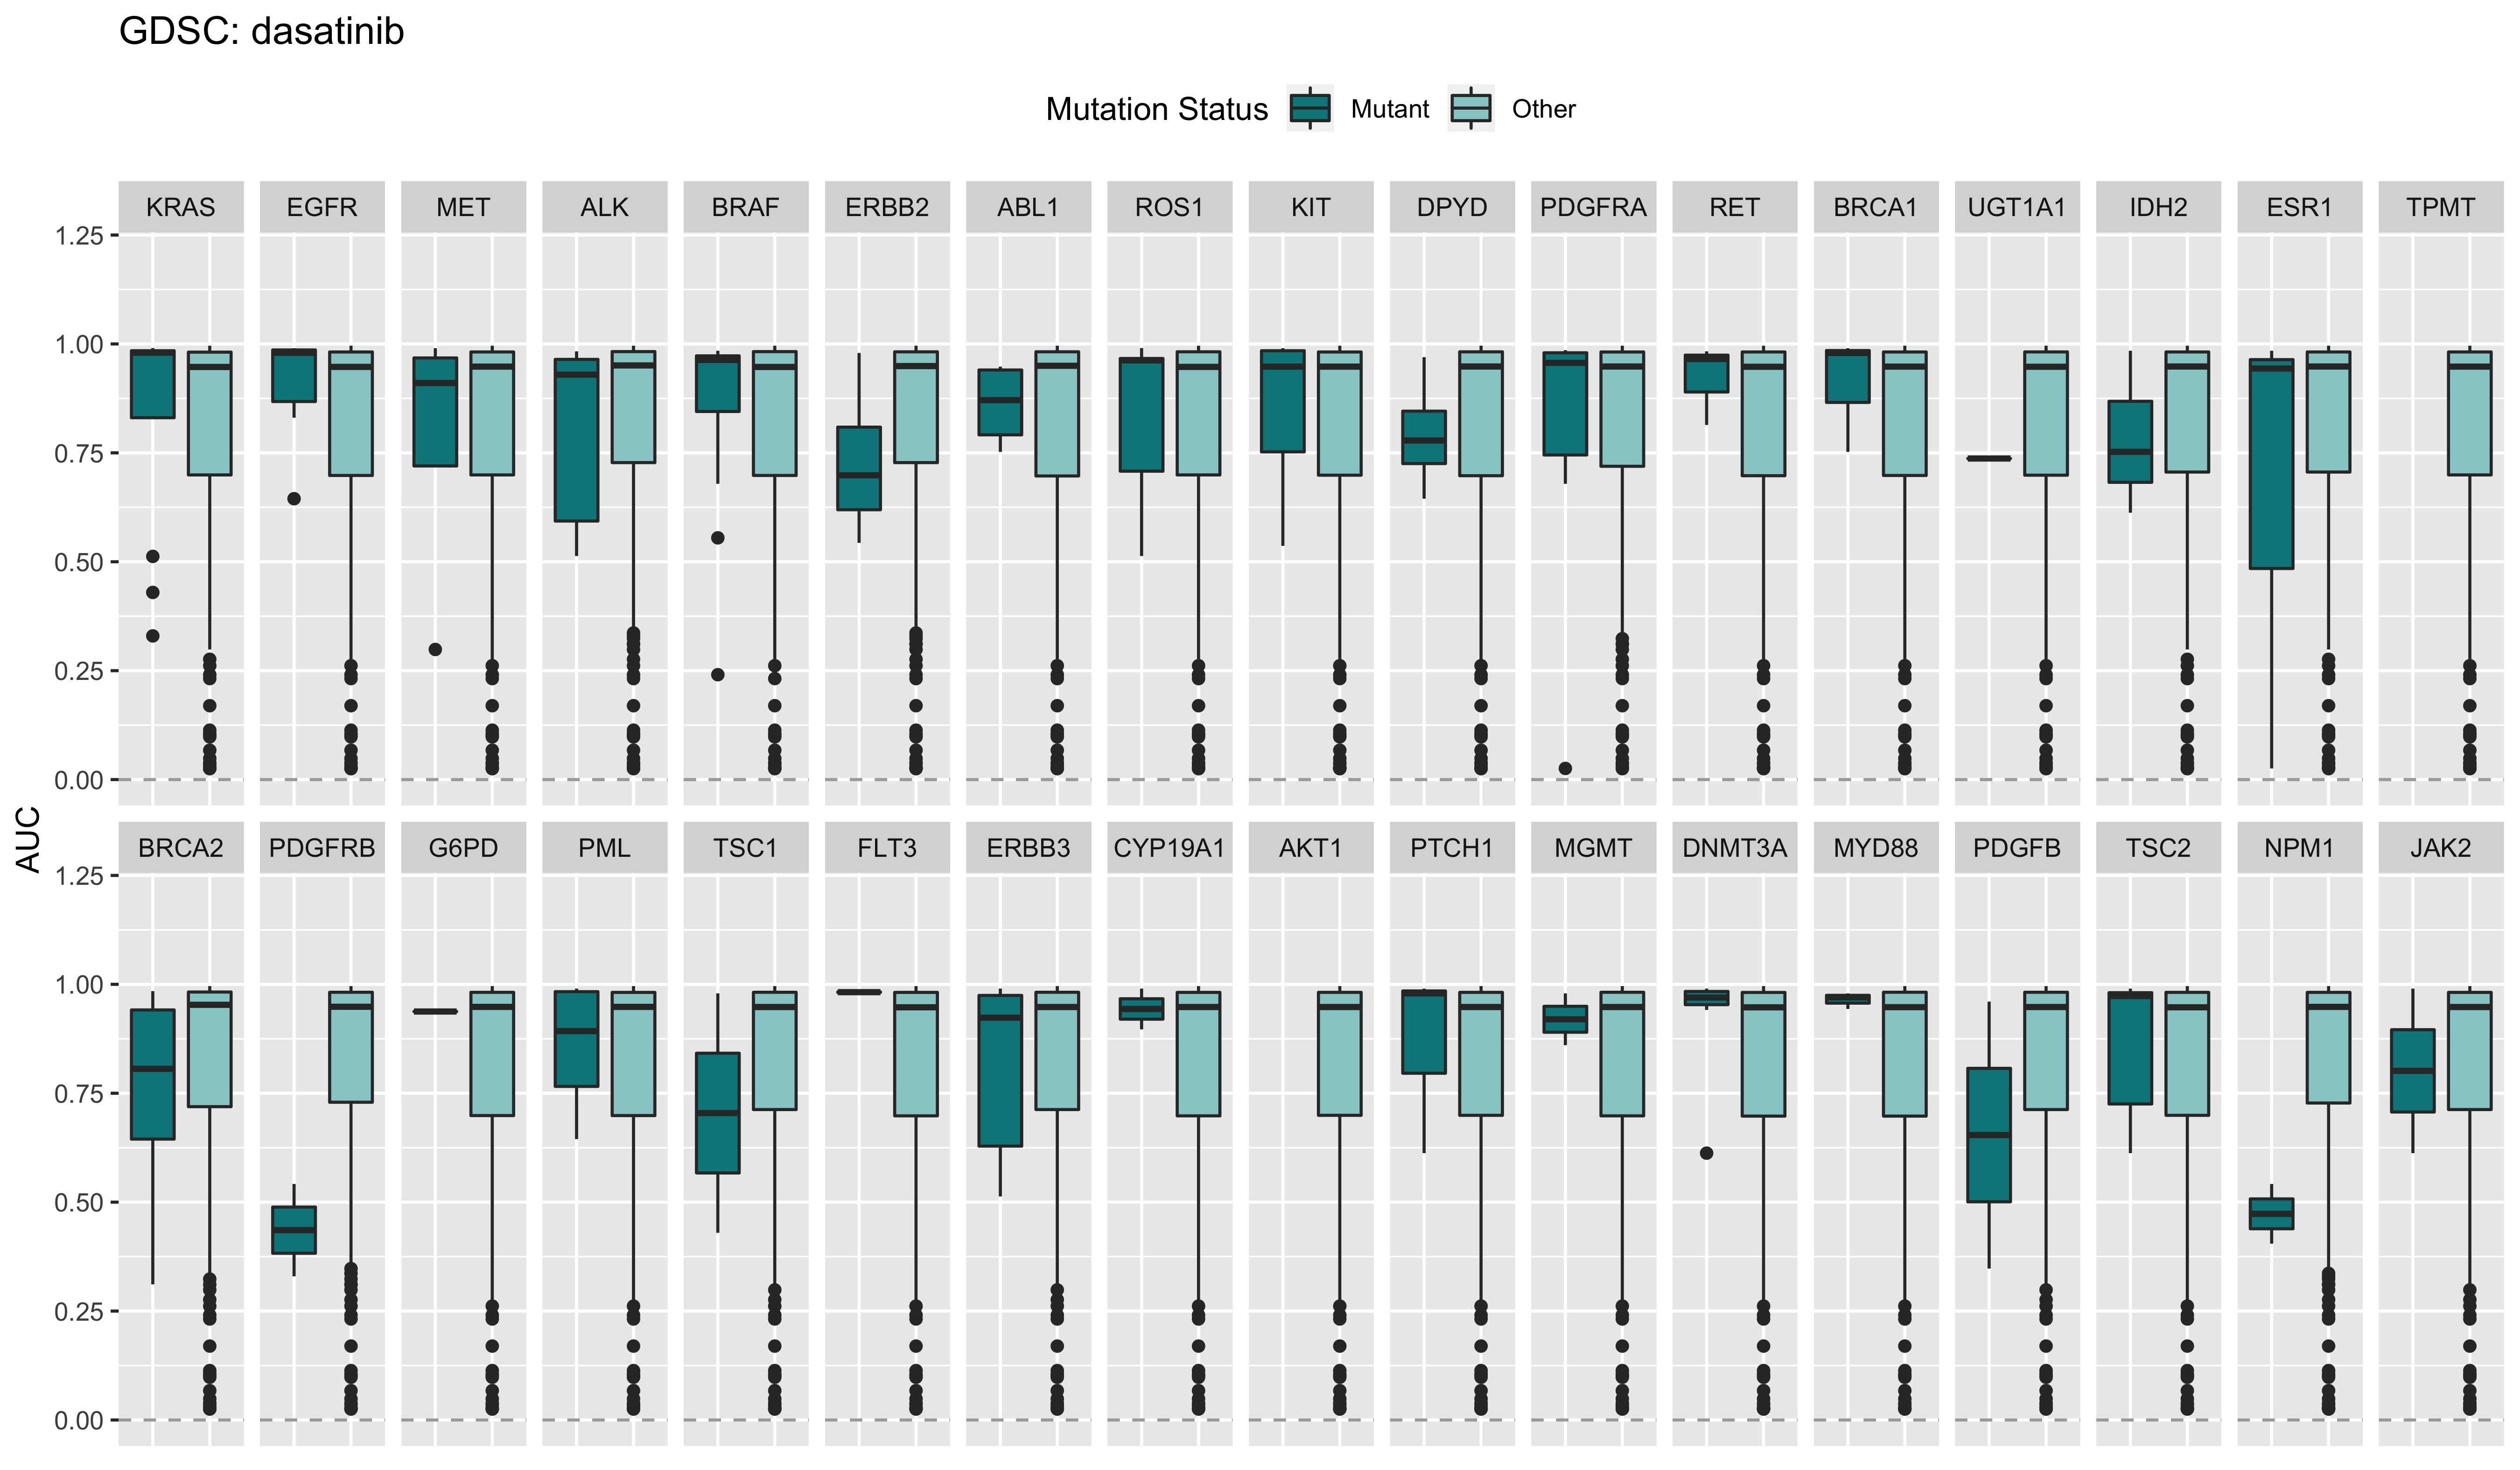 GDSC: dasatinib
Mutation Status Mutant Other
KRAS EGFR MET ALK BRAF ERBB2 ABL1 ROS1 KIT DPYD PDGFRA RET BRCA1 UGT1A1 IDH2 ESR1 TPMT
1.25
1.00
0.75
0.50
0.25
0.00
AUC
BRCA2 PDGFRB G6PD PML TSC1 FLT3 ERBB3 CYP19A1 AKT1 PTCH1 MGMT DNMT3A MYD88 PDGFB TSC2 NPM1 JAK2
1.25
1.00
0.75
0.50
0.25
0.00